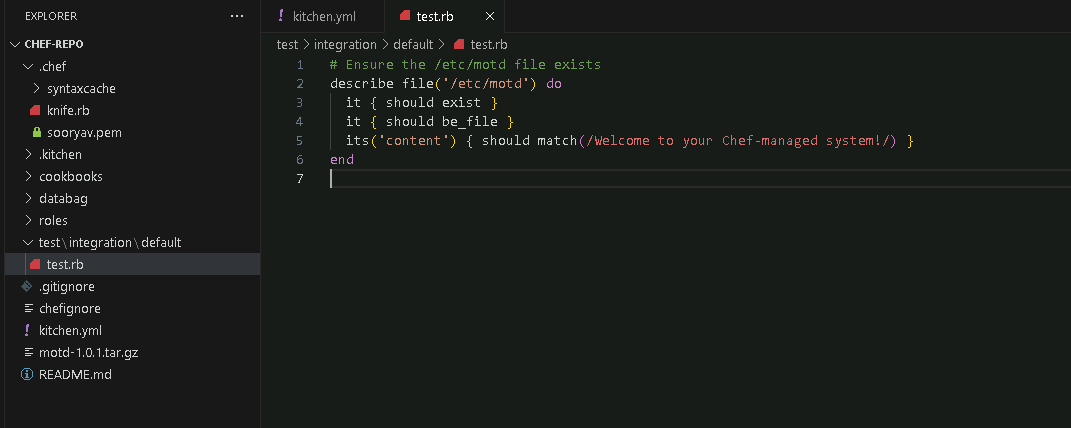 EXPLORER
···
CHEF-REPO
.chef
syntaxcache
knife.rb
sooryav.pem
.kitchen
cookbooks
databag
roles
test\integration\default
test.rb
.gitignore
chefignore
! kitchen.yml
motd-1.0.1.tar.gz
README.md
! kitchen.yml
test.rb
test > integration > default > test.rb
1 # Ensure the /etc/motd file exists
2 describe file('/etc/motd') do
3   it { should exist }
4   it { should be_file }
5   its('content') { should match(/Welcome to your Chef-managed system!/) }
6 end
7